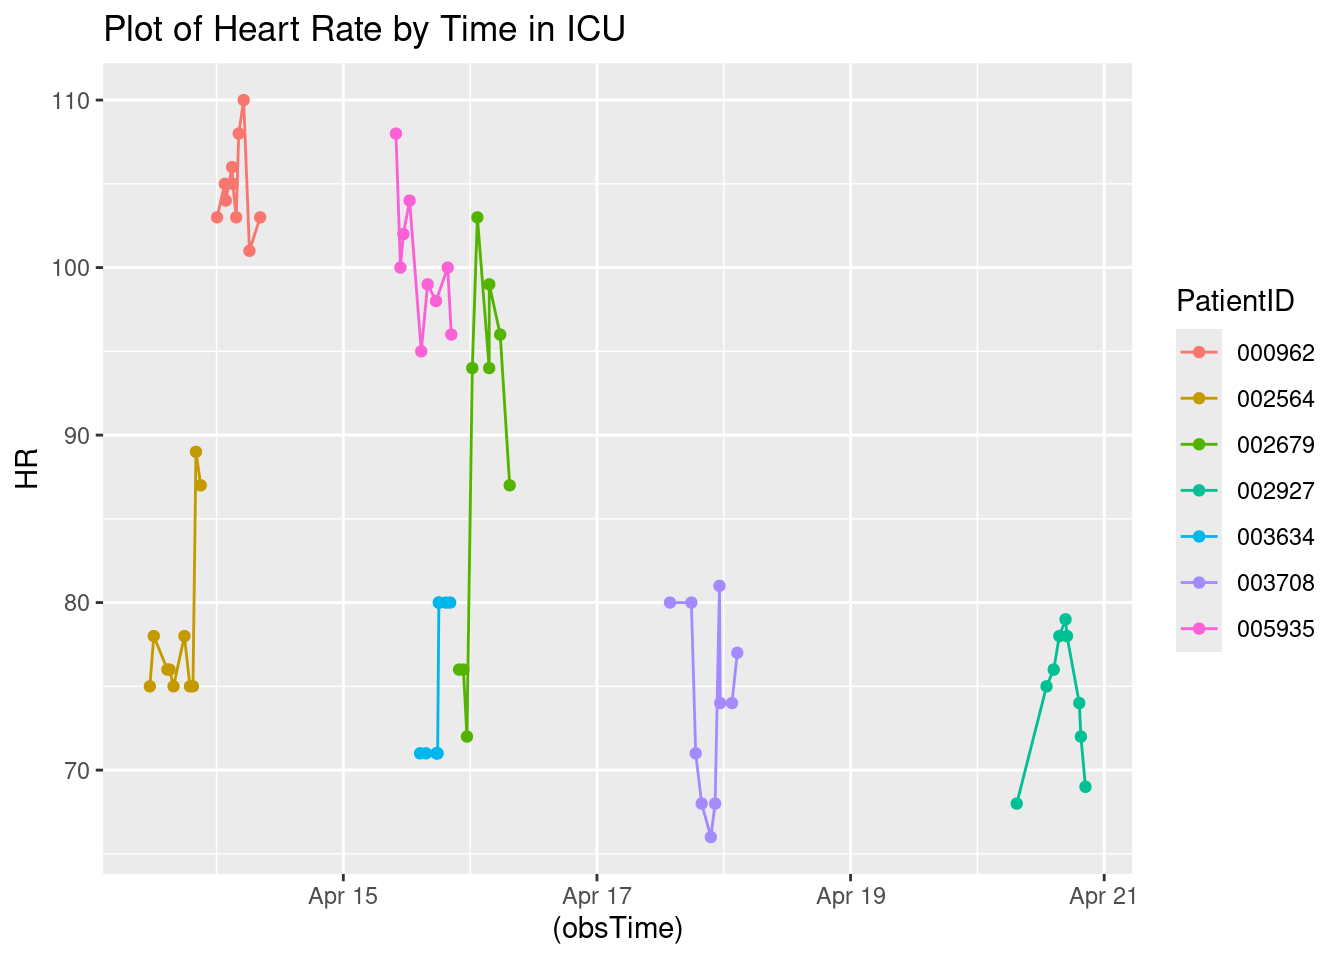 Plot of Heart Rate by Time in ICU
110
100
90
80
70
HR
Apr 15
Apr 17
Apr 19
Apr 21
(obsTime)
PatientID
000962
002564
002679
002927
003634
003708
005935